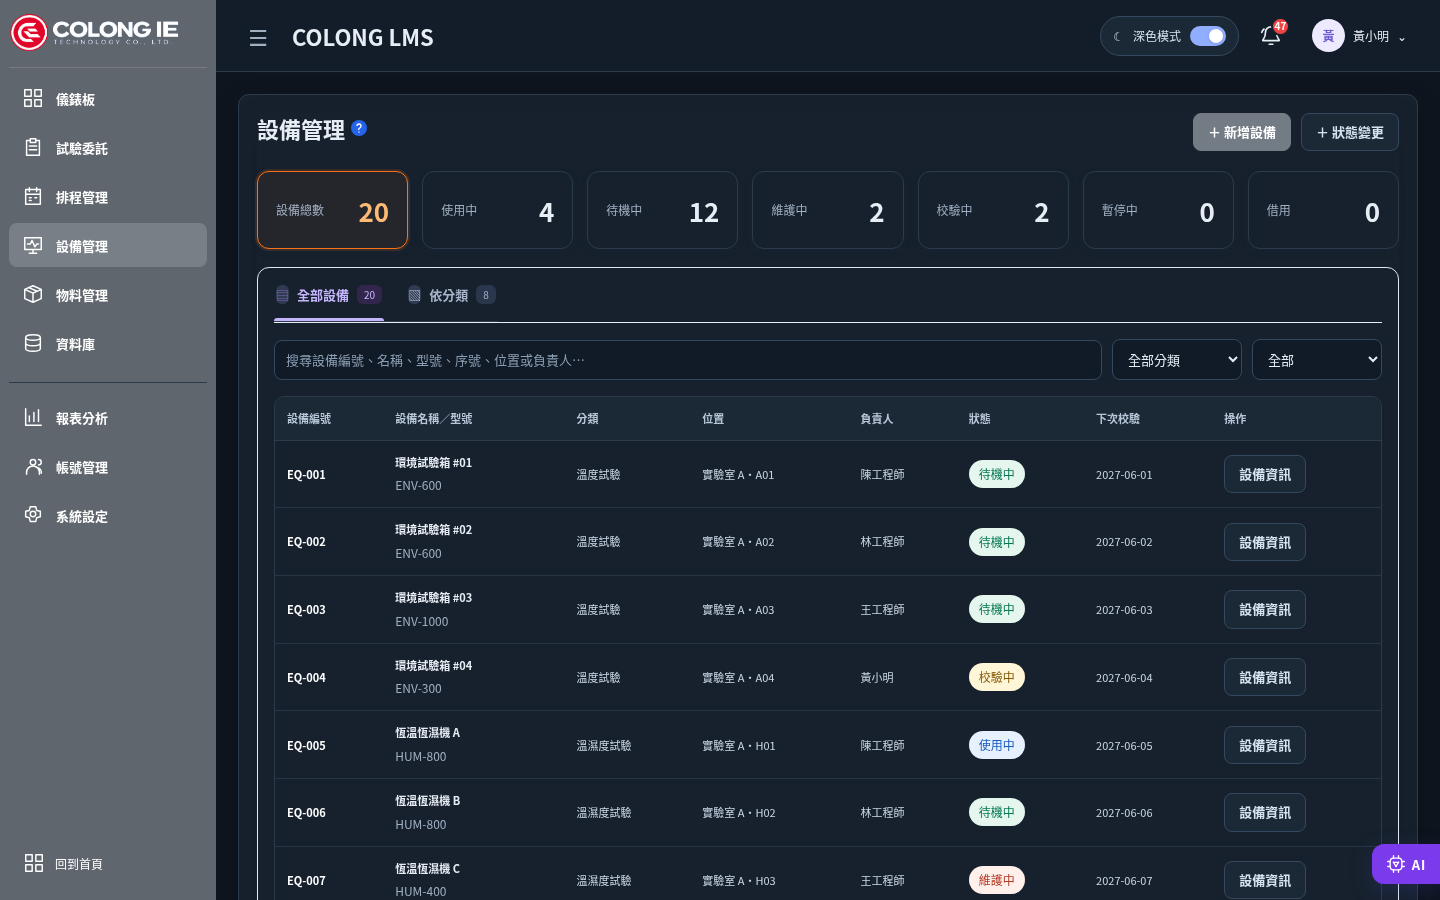 COLONG IE
TECHNOLOGY CO., LTD.
儀錶板
試驗委託
排程管理
設備管理
物料管理
資料庫
報表分析
帳號管理
系統設定
回到首頁
☰ COLONG LMS
☾ 深色模式
47
黃 黃小明
設備管理 ?
＋ 新增設備
＋ 狀態變更
設備總數 20
使用中 4
待機中 12
維護中 2
校驗中 2
暫停中 0
借用 0
全部設備 20
依分類 8
搜尋設備編號、名稱、型號、序號、位置或負責人…
全部分類
全部
設備編號 設備名稱／型號 分類 位置 負責人 狀態 下次校驗 操作
EQ-001 環境試驗箱 #01 溫度試驗 實驗室 A・A01 陳工程師 待機中 2027-06-01 設備資訊
ENV-600
EQ-002 環境試驗箱 #02 溫度試驗 實驗室 A・A02 林工程師 待機中 2027-06-02 設備資訊
ENV-600
EQ-003 環境試驗箱 #03 溫度試驗 實驗室 A・A03 王工程師 待機中 2027-06-03 設備資訊
ENV-1000
EQ-004 環境試驗箱 #04 溫度試驗 實驗室 A・A04 黃小明 校驗中 2027-06-04 設備資訊
ENV-300
EQ-005 恆溫恆濕機 A 溫濕度試驗 實驗室 A・H01 陳工程師 使用中 2027-06-05 設備資訊
HUM-800
EQ-006 恆溫恆濕機 B 溫濕度試驗 實驗室 A・H02 林工程師 待機中 2027-06-06 設備資訊
HUM-800
EQ-007 恆溫恆濕機 C 溫濕度試驗 實驗室 A・H03 王工程師 維護中 2027-06-07 設備資訊
HUM-400
AI